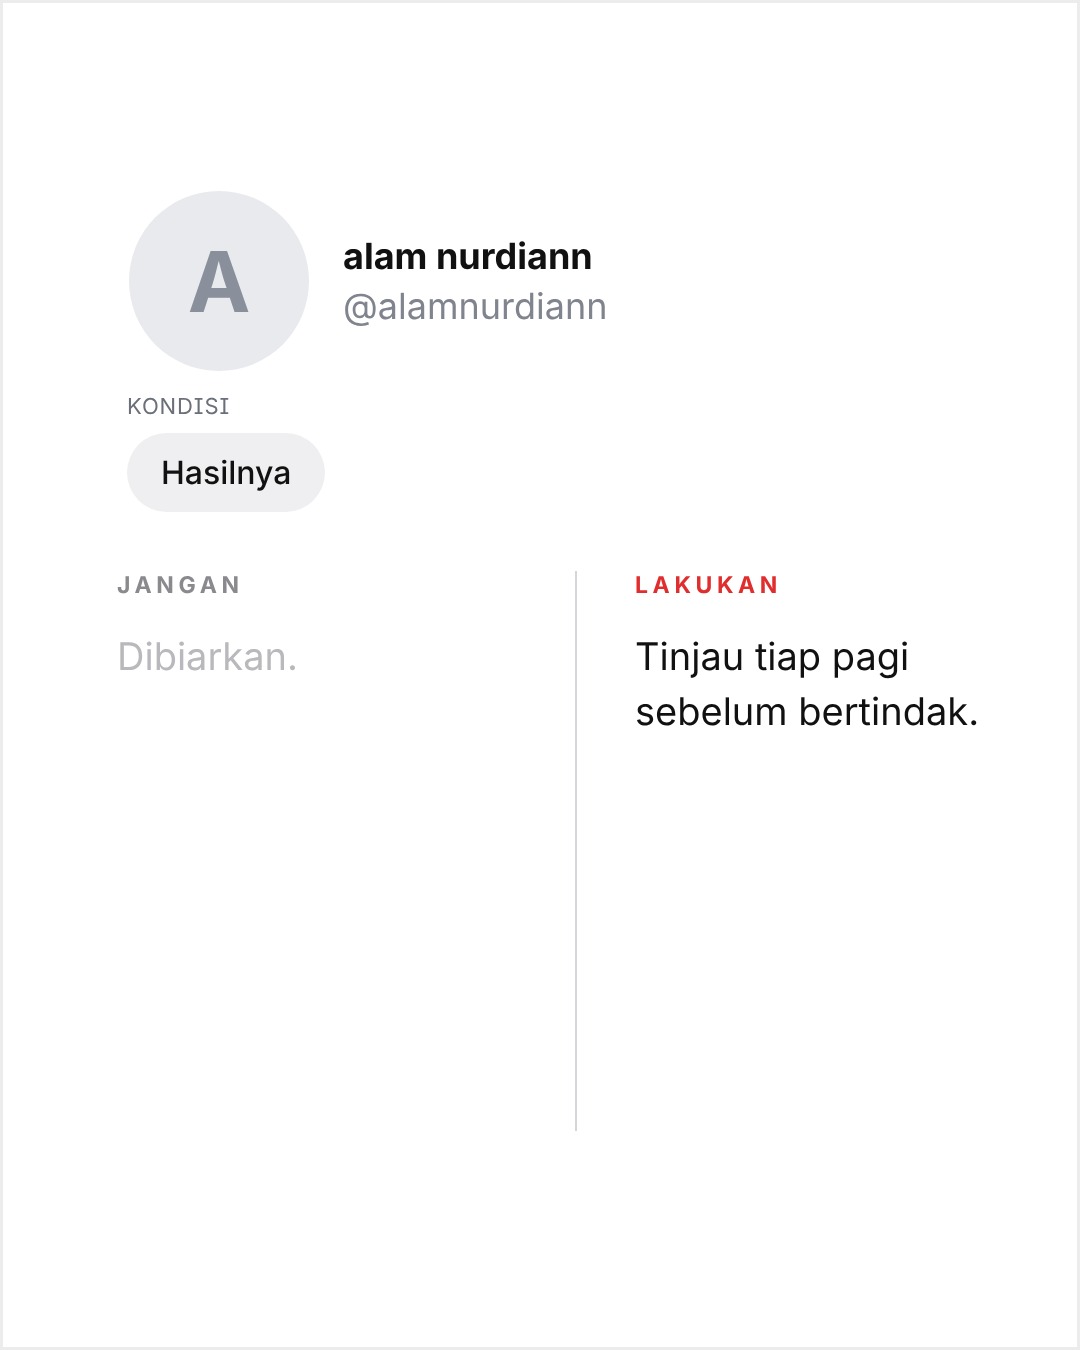 A
alam nurdiann
@alamnurdiann
KONDISI
Hasilnya
JANGAN
Dibiarkan.
LAKUKAN
Tinjau tiap pagi
sebelum bertindak.